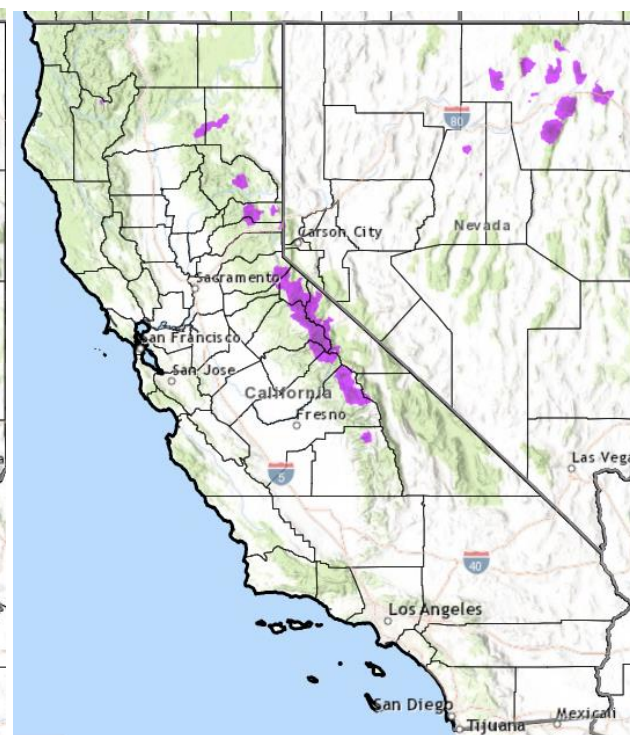 80
Nevada
Carson City
Sacramento
San Francisco
San Jose
California
Fresno
5
Las Vega
40
Los Angeles
San Diego
Tijuana
Mexicali